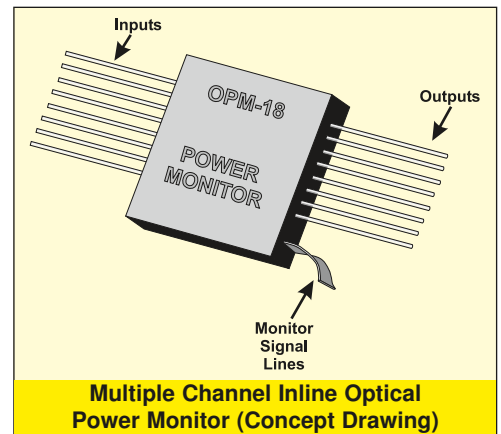 Inputs
OPM-18
Outputs
POWER
MONITOR
Monitor
Signal
Lines
Multiple Channel Inline Optical
Power Monitor (Concept Drawing)